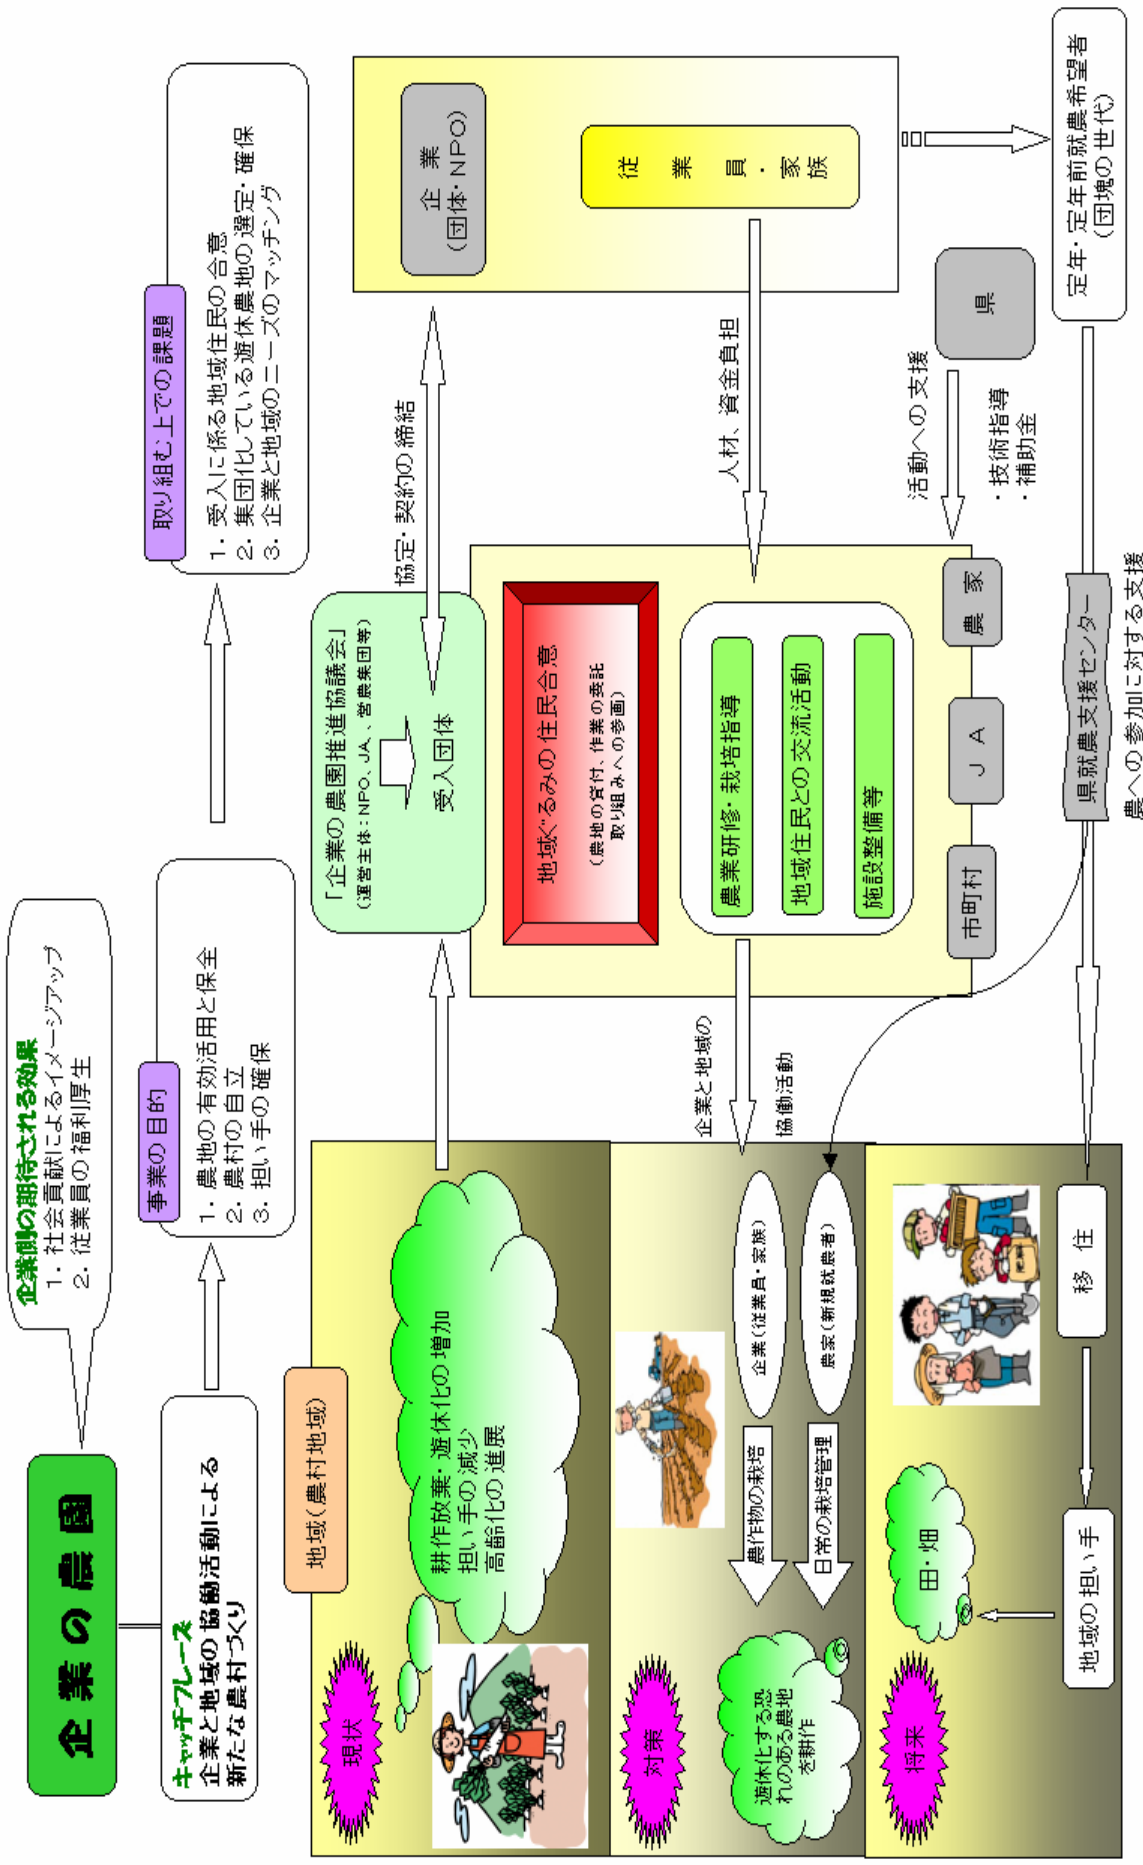 企業の農園
企業側の期待される効果
1．社会貢献によるイメージアップ
2．従業員の福利厚生
キャッチフレーズ
企業と地域の協働活動による
新たな農村づくり
事業の目的
1．農地の有効活用と保全
2．農村の自立
3．担い手の確保
取り組む上での課題
1．受入に係る地域住民の合意
2．集団化している遊休農地の選定・確保
3．企業と地域のニーズのマッチング
地域（農村地域）
現状
耕作放棄・遊休化の増加
担い手の減少
高齢化の進展
「企業の農園推進協議会」
（運営主体：NPO、JA、営農集団等）
受入団体
協定・契約の締結
企業
（団体・NPO）
従業員・家族
地域ぐるみの住民合意
（農地の貸付、作業の委託
取り組みへの参画）
人材、資金負担
農業研修・栽培指導
地域住民との交流活動
施設整備等
企業と地域の
協働活動
対策
遊休化する恐
れのある農地
を耕作
農作物の栽培
日常の栽培管理
企業（従業員・家族）
農家（新規就農者）
市町村
JA
農家
活動への支援
・技術指導
・補助金
県
将来
田・畑
地域の担い手
移住
県就農支援センター
農への参加に対する支援
定年・定年前就農希望者
（団塊の世代）